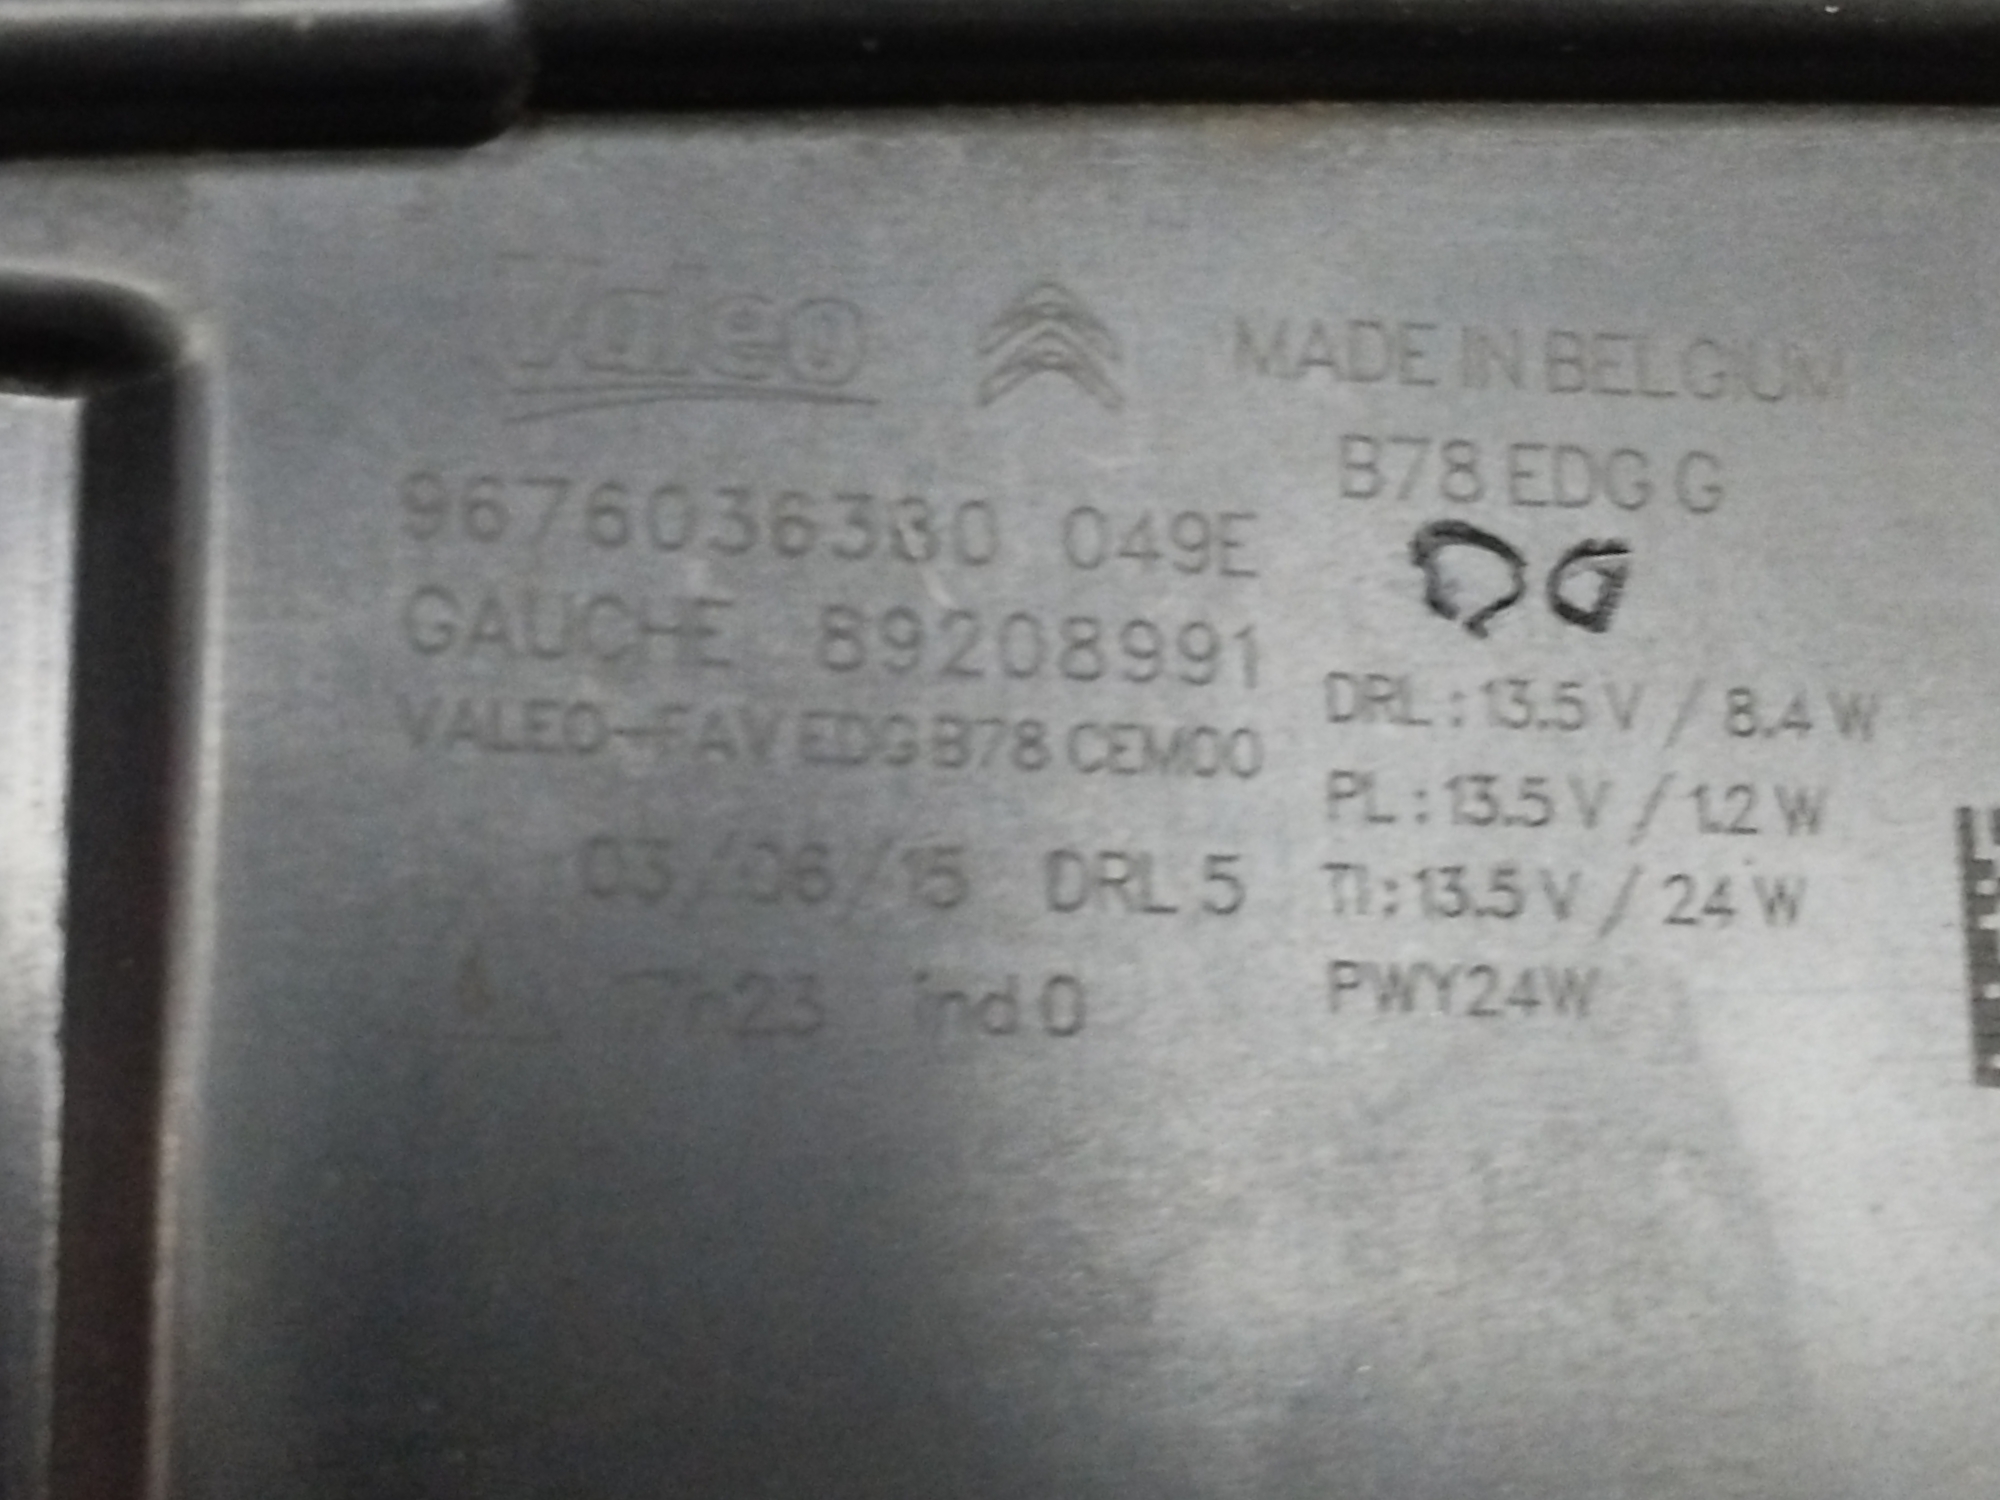 Valeo
MADE IN BELGIUM
B78 EDG G
9676036380 049E
GAUCHE 89208991
VALEO-FAV EDG B78 CEM00
03/06/15 DRL 5
ind 0
DRL : 13.5 V / 8.4 W
PL : 13.5 V / 1.2 W
TI : 13.5 V / 24 W
PWY24W